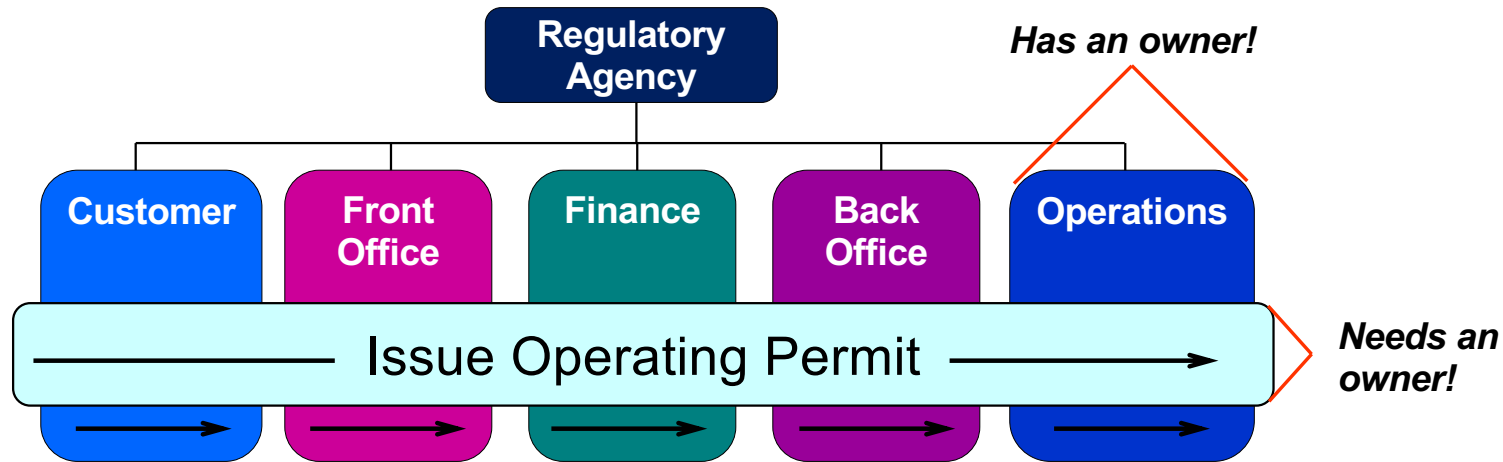 Regulatory
Agency
Has an owner!
Customer
Front
Office
Finance
Back
Office
Operations
Issue Operating Permit
Needs an
owner!